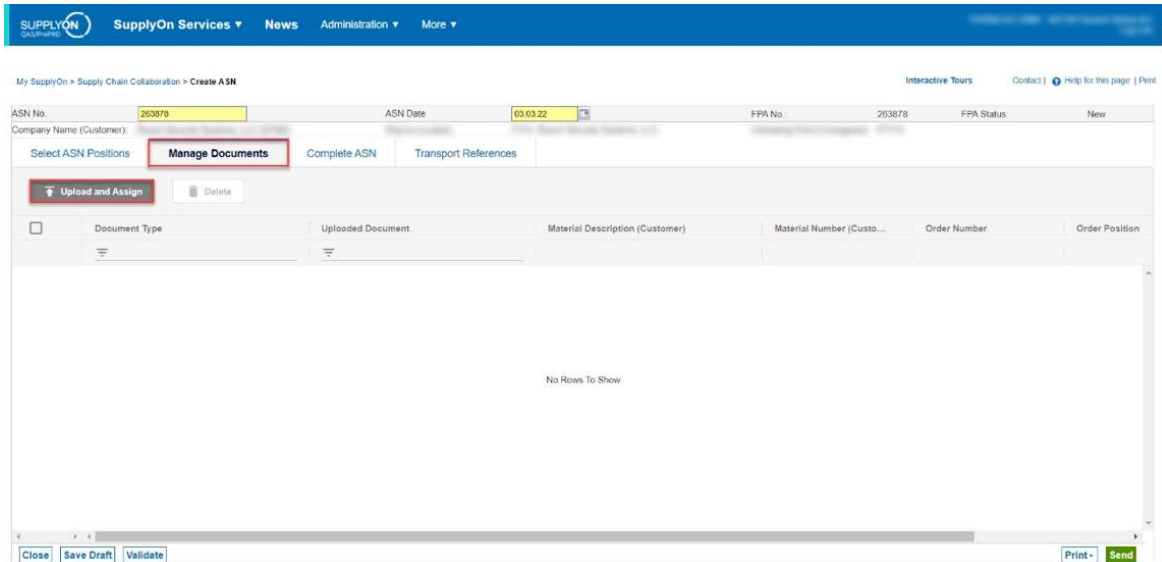 SUPPLYON SupplyOn Services ▼ News Administration ▼ More ▼
QAS/PrePRD
My SupplyOn > Supply Chain Collaboration > Create ASN Interactive Tours Contact | Help for this page | Print
ASN No. 263878 ASN Date 03.03.22 FPA No.: 263878 FPA Status: New
Company Name (Customer):
Select ASN Positions Manage Documents Complete ASN Transport References
Upload and Assign Delete
Document Type Uploaded Document Material Description (Customer) Material Number (Custo... Order Number Order Position
No Rows To Show
Close Save Draft Validate Print Send